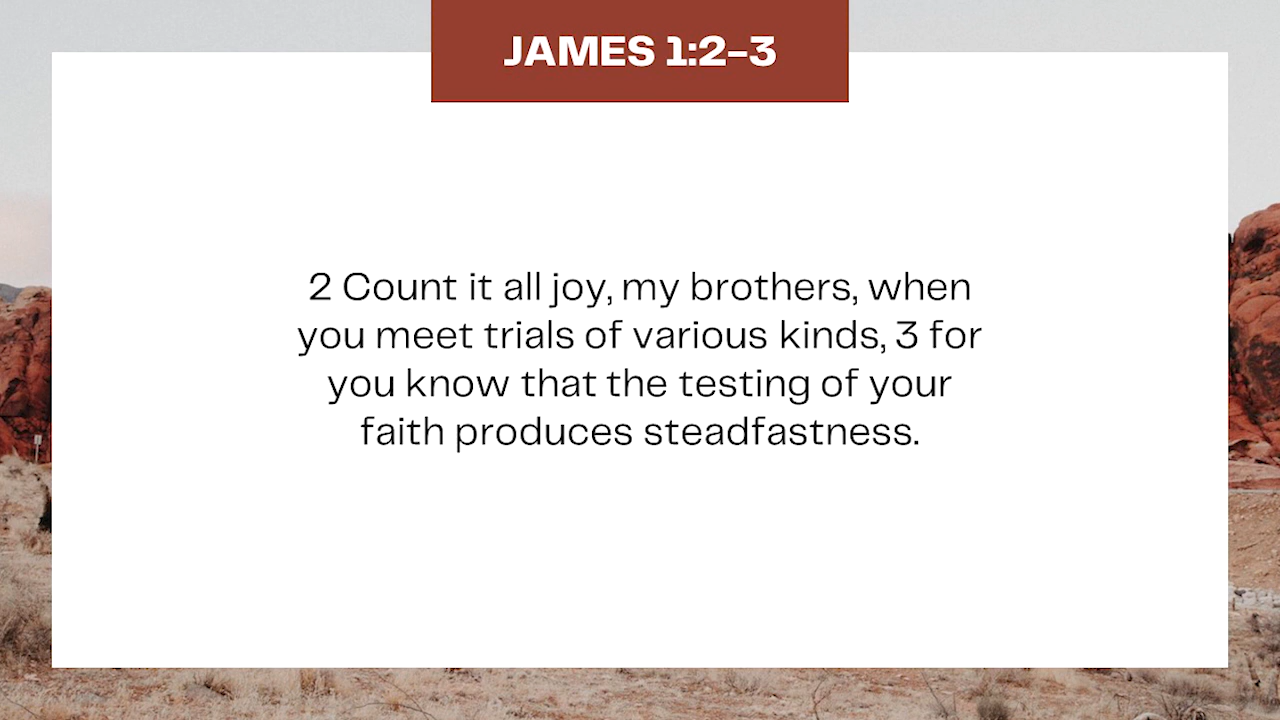 JAMES 1:2–3
2 Count it all joy, my brothers, when
you meet trials of various kinds, 3 for
you know that the testing of your
faith produces steadfastness.